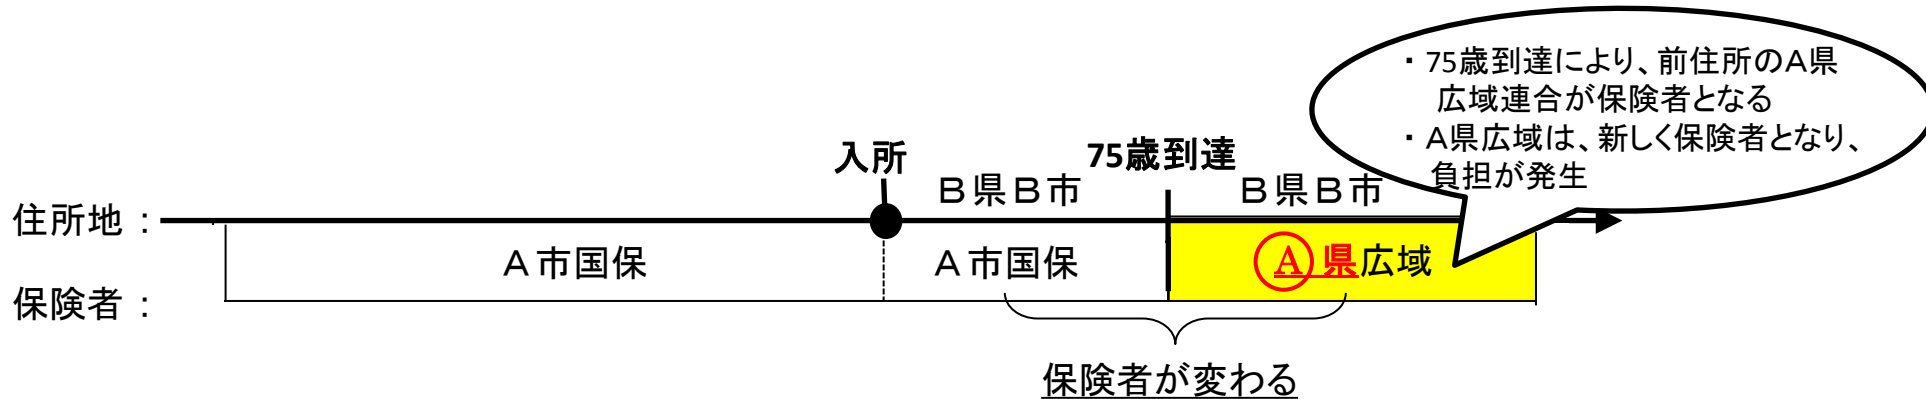 ・ 75歳到達により、前住所のA県
広域連合が保険者となる
・ A県広域は、新しく保険者となり、
負担が発生
入所
75歳到達
B県B市
B県B市
住所地 :
A市国保
A市国保
A県広域
保険者 :
保険者が変わる